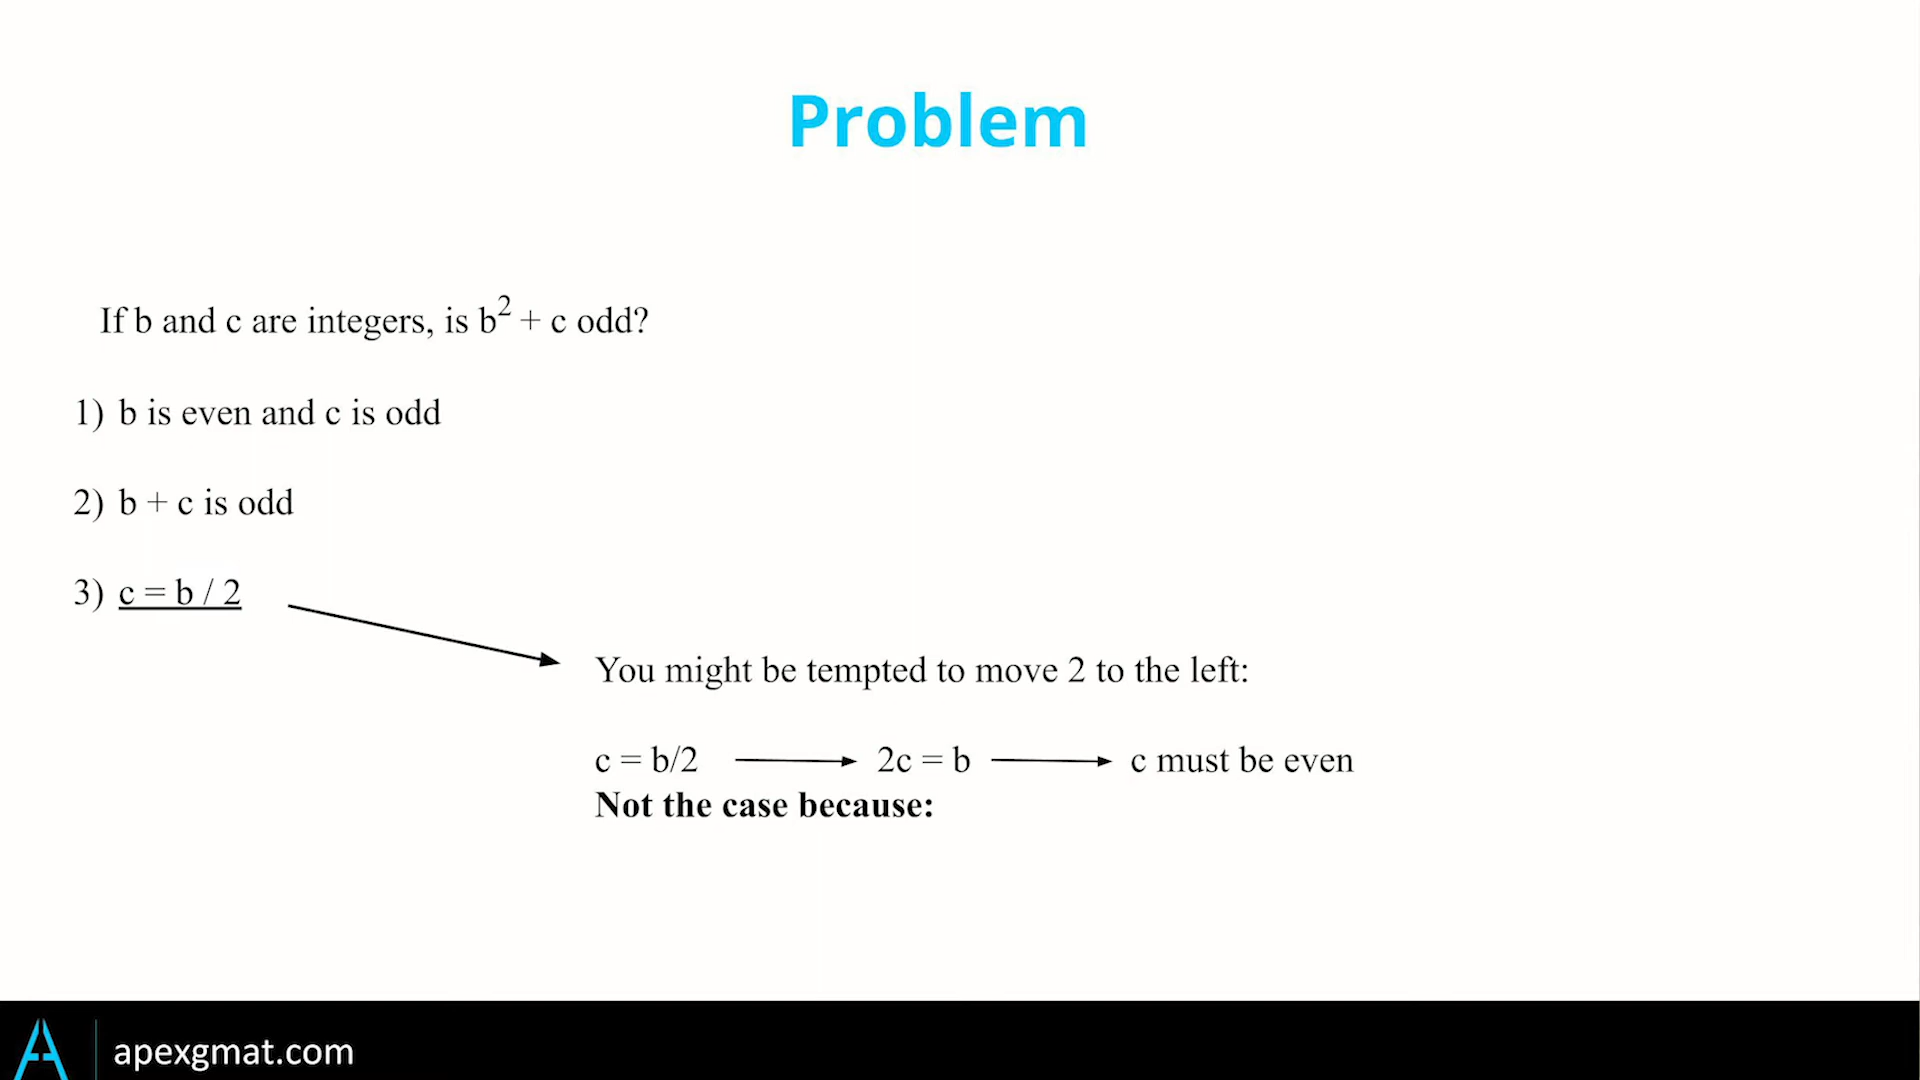 Problem
If b and c are integers, is b² + c odd?
1) b is even and c is odd
2) b + c is odd
3) c = b / 2
You might be tempted to move 2 to the left:
c = b/2 → 2c = b → c must be even
Not the case because:
apexgmat.com